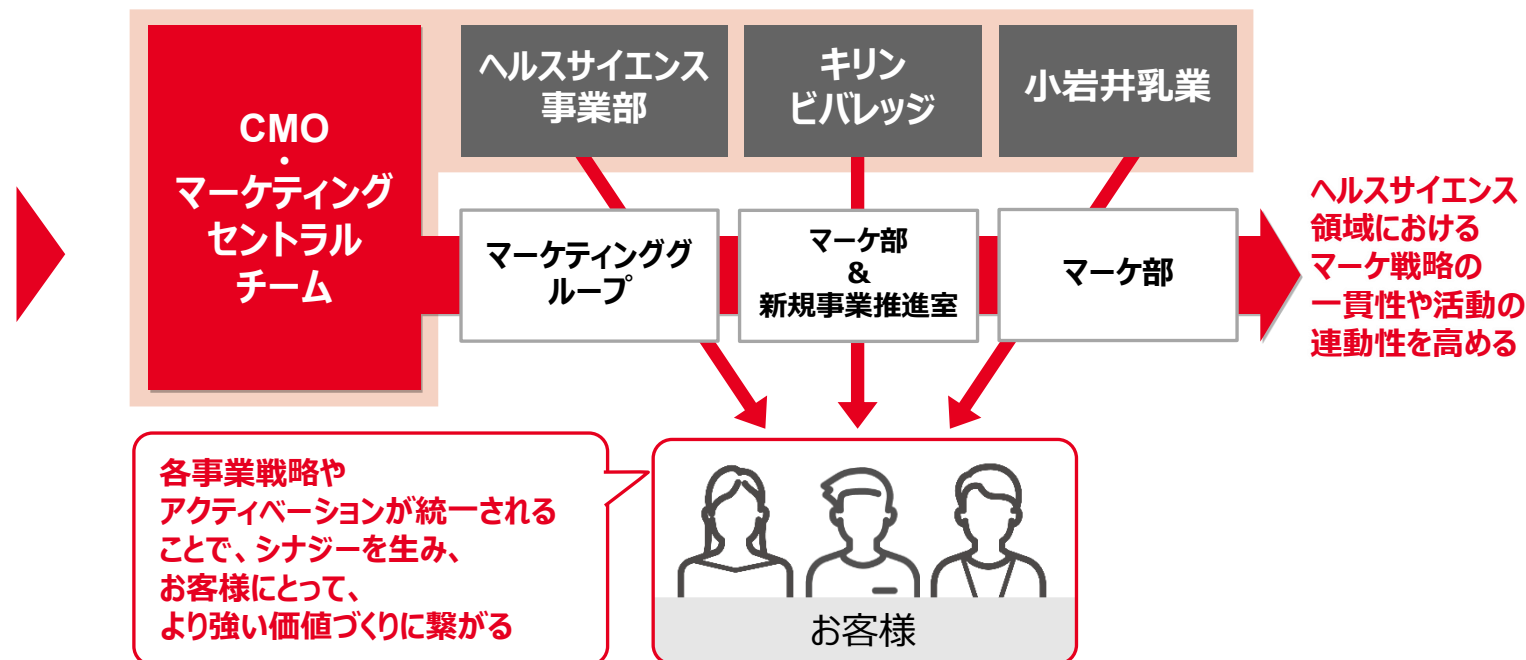 CMO
・
マーケティング
セントラル
チーム
ヘルスサイエンス
事業部
キリン
ビバレッジ
小岩井乳業
マーケティンググ
ループ
マーケ部
&
新規事業推進室
マーケ部
ヘルスサイエンス
領域における
マーケ戦略の
一貫性や活動の
連動性を高める
各事業戦略や
アクティベーションが統一される
ことで、シナジーを生み、
お客様にとって、
より強い価値づくりに繋がる
お客様